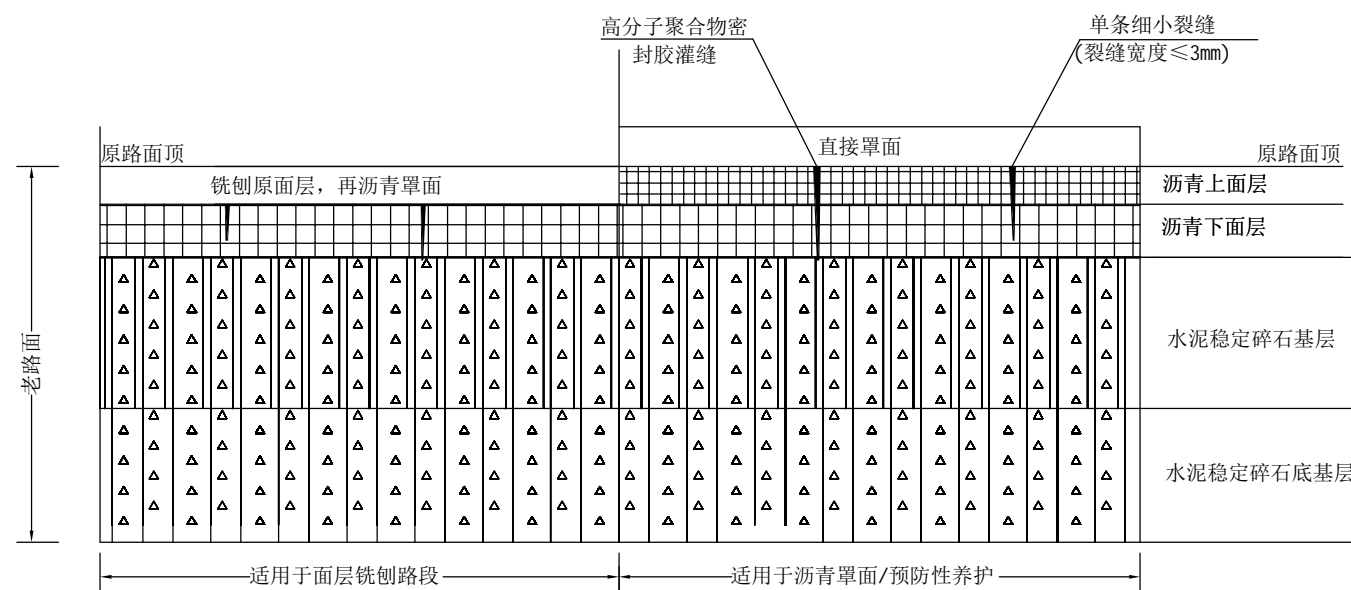 高分子聚合物密
封胶灌缝
单条细小裂缝
(裂缝宽度≤3mm)
原路面顶
直接罩面
原路面顶
铣刨原面层，再沥青罩面
沥青上面层
沥青下面层
老路面
水泥稳定碎石基层
水泥稳定碎石底基层
适用于面层铣刨路段
适用于沥青罩面/预防性养护